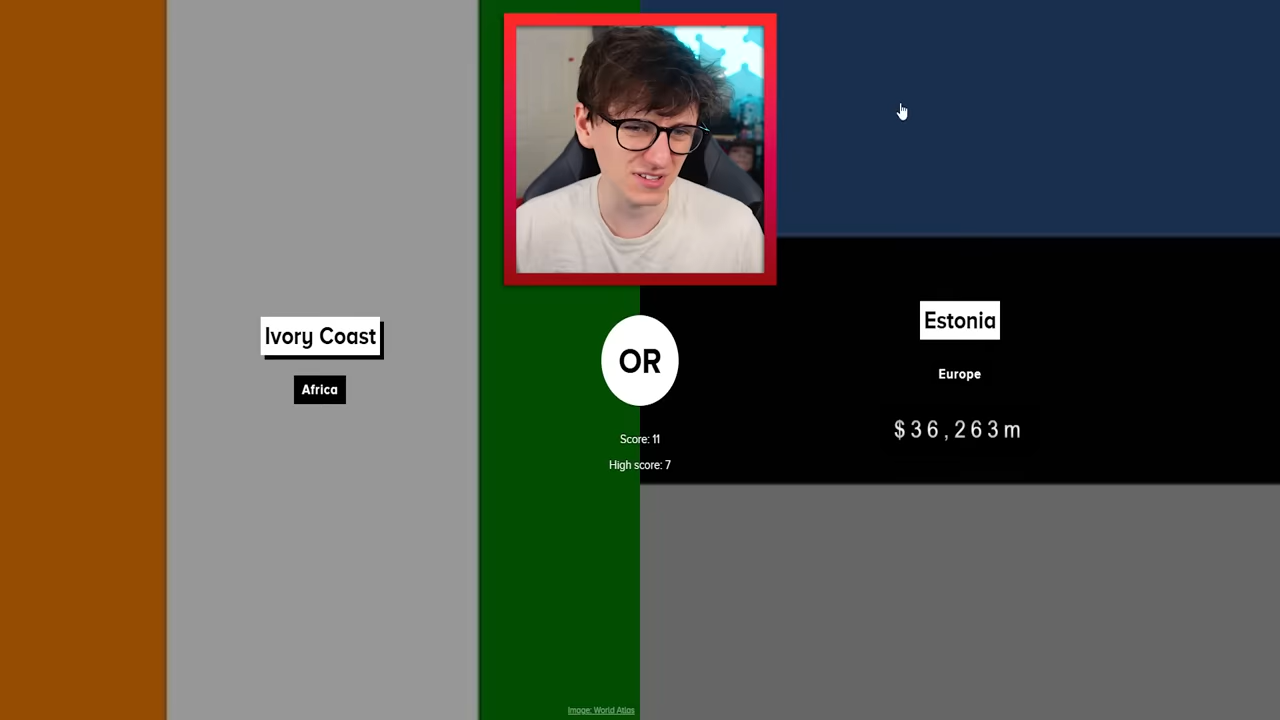 Ivory Coast
Africa
OR
Score: 11
High score: 7
Estonia
Europe
$36,263m
Image: World Atlas